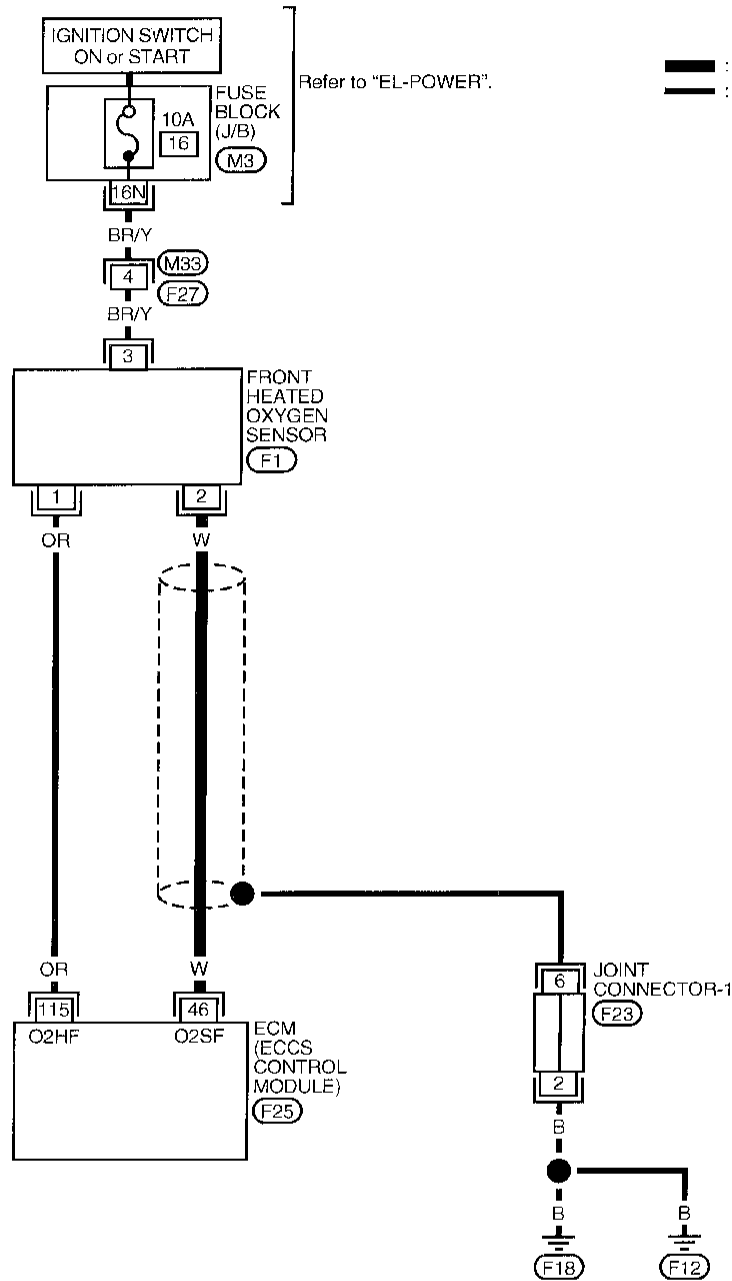 IGNITION SWITCH
ON or START
Refer to "EL-POWER".
:
:
FUSE
BLOCK
(J/B)
10A
16
M3
16N
BR/Y
M33
4
F27
BR/Y
3
FRONT
HEATED
OXYGEN
SENSOR
F1
1
2
OR
W
OR
W
115
46
O2HF
O2SF
ECM
(ECCS
CONTROL
MODULE)
F25
6
JOINT
CONNECTOR-1
F23
2
B
B
B
F18
F12